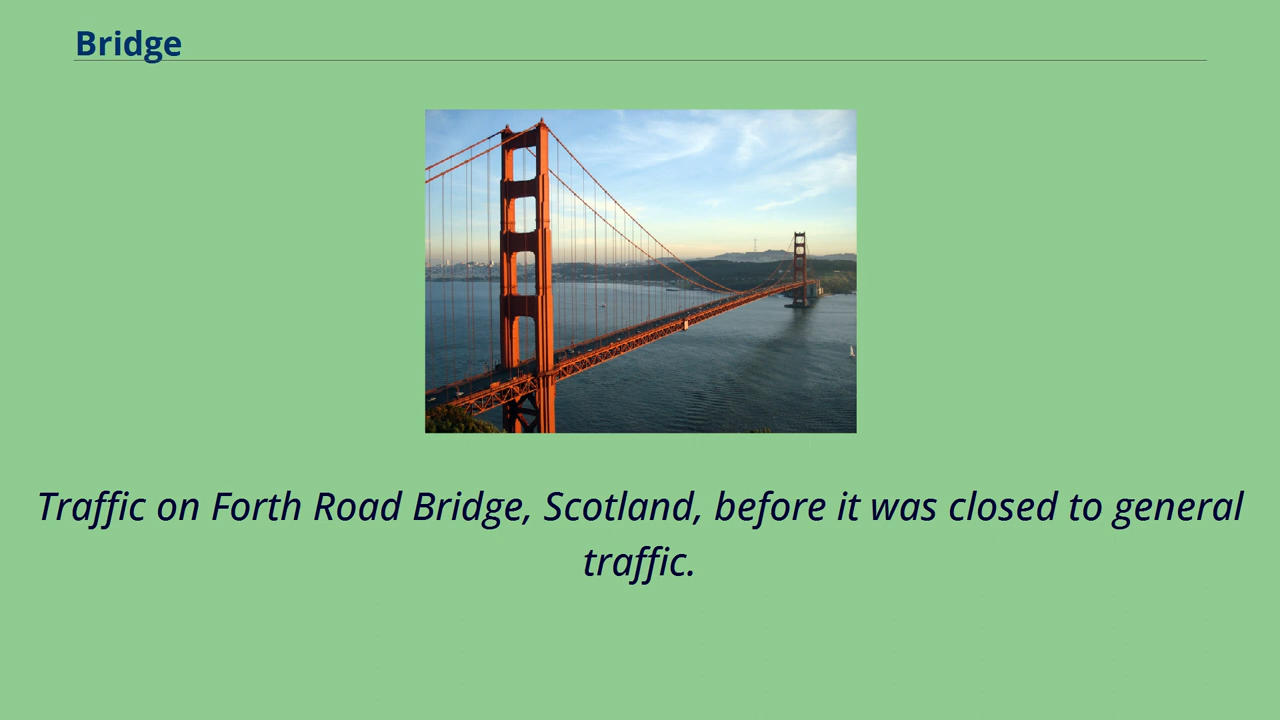 Bridge
Traffic on Forth Road Bridge, Scotland, before it was closed to general
traffic.